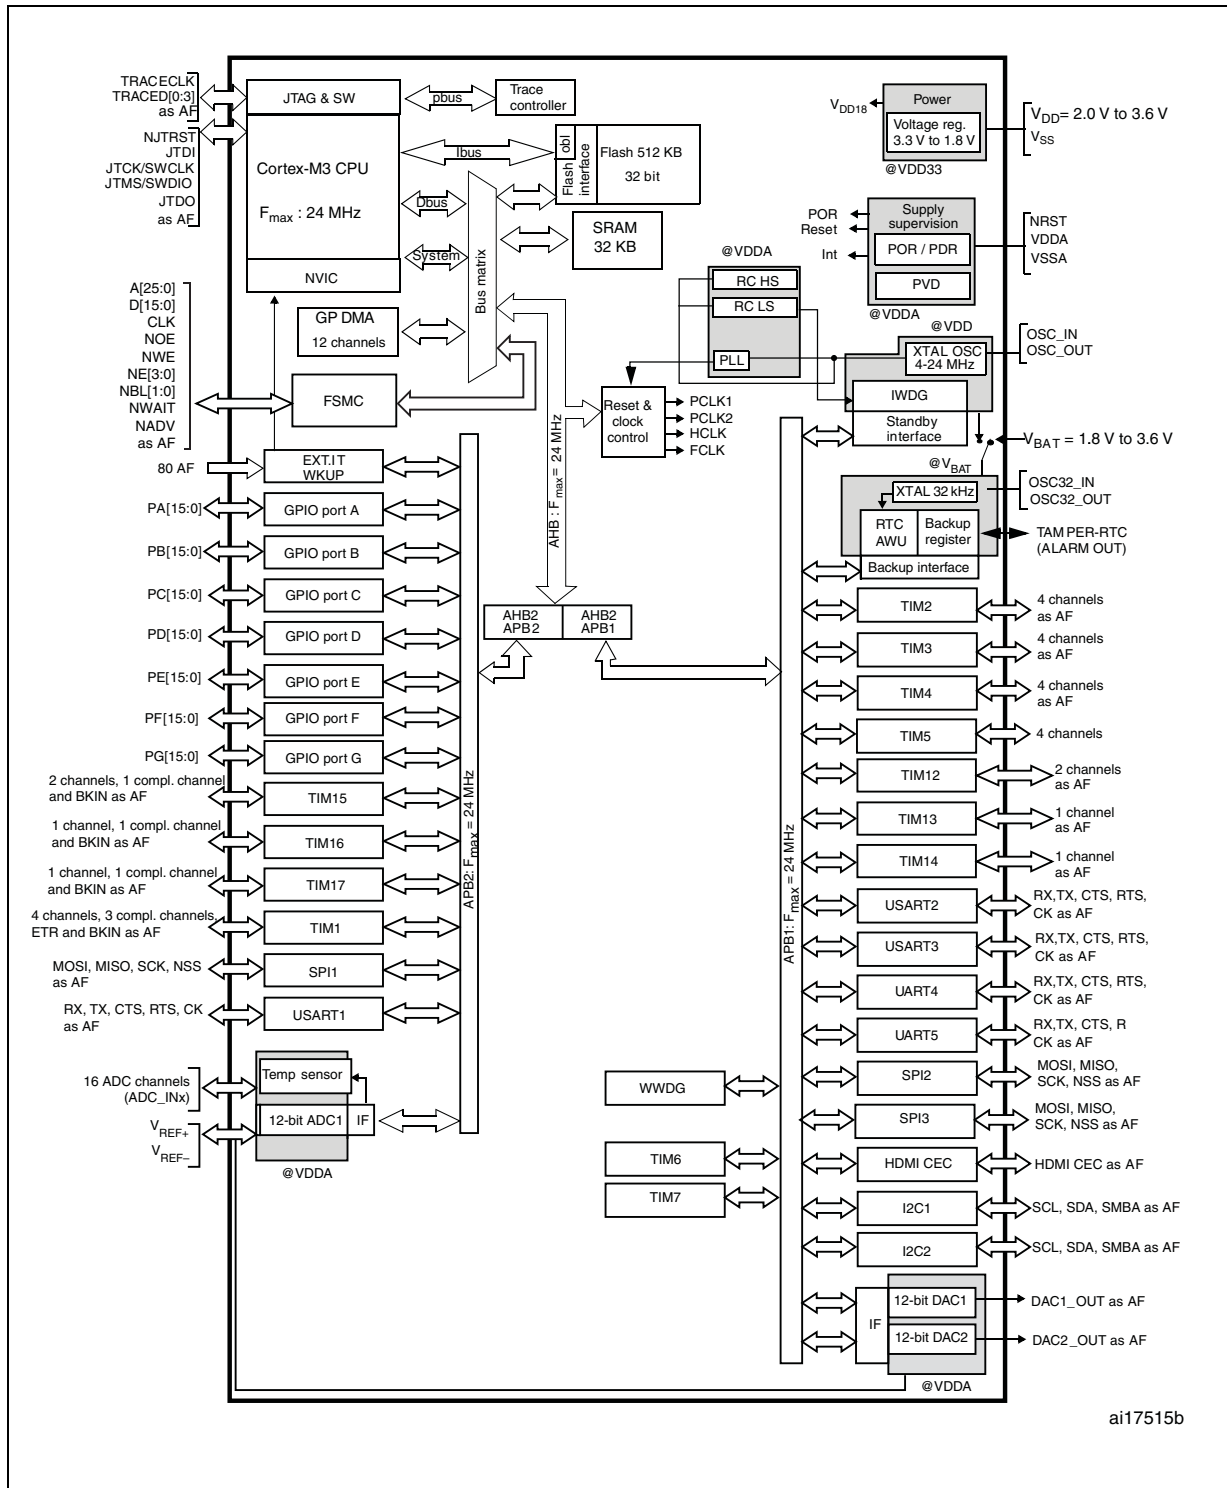 TRACECLK
TRACED[0:3]
as AF
NJTRST
JTDI
JTCK/SWCLK
JTMS/SWDIO
JTDO
as AF
JTAG & SW
pbus
Trace
controller
Cortex-M3 CPU
Fmax : 24 MHz
NVIC
Ibus
Dbus
System
Flash
obl
interface
Flash 512 KB
32 bit
SRAM
32 KB
Bus matrix
GP DMA
12 channels
FSMC
A[25:0]
D[15:0]
CLK
NOE
NWE
NE[3:0]
NBL[1:0]
NWAIT
NADV
as AF
VDD18
Power
Voltage reg.
3.3 V to 1.8 V
@VDD33
VDD= 2.0 V to 3.6 V
VSS
POR
Reset
Int
Supply
supervision
POR / PDR
PVD
@VDDA
NRST
VDDA
VSSA
@VDDA
RC HS
RC LS
PLL
@VDD
XTAL OSC
4-24 MHz
IWDG
Standby
interface
OSC_IN
OSC_OUT
Reset &
clock
control
PCLK1
PCLK2
HCLK
FCLK
VBAT = 1.8 V to 3.6 V
@VBAT
XTAL 32 kHz
OSC32_IN
OSC32_OUT
RTC
AWU
Backup
register
Backup interface
TAMPER-RTC
(ALARM OUT)
AHB : Fmax = 24 MHz
AHB2
APB2
AHB2
APB1
80 AF
EXT.IT
WKUP
PA[15:0]
GPIO port A
PB[15:0]
GPIO port B
PC[15:0]
GPIO port C
PD[15:0]
GPIO port D
PE[15:0]
GPIO port E
PF[15:0]
GPIO port F
PG[15:0]
GPIO port G
2 channels, 1 compl. channel
and BKIN as AF
TIM15
1 channel, 1 compl. channel
and BKIN as AF
TIM16
1 channel, 1 compl. channel
and BKIN as AF
TIM17
4 channels, 3 compl. channels,
ETR and BKIN as AF
TIM1
MOSI, MISO, SCK, NSS
as AF
SPI1
RX, TX, CTS, RTS, CK
as AF
USART1
APB2: Fmax = 24 MHz
16 ADC channels
(ADC_INx)
VREF+
VREF–
Temp sensor
12-bit ADC1
IF
@VDDA
APB1: Fmax = 24 MHz
WWDG
TIM6
TIM7
TIM2
4 channels
as AF
TIM3
4 channels
as AF
TIM4
4 channels
as AF
TIM5
4 channels
TIM12
2 channels
as AF
TIM13
1 channel
as AF
TIM14
1 channel
as AF
USART2
RX,TX, CTS, RTS,
CK as AF
USART3
RX,TX, CTS, RTS,
CK as AF
UART4
RX,TX, CTS, RTS,
CK as AF
UART5
RX,TX, CTS, R
CK as AF
SPI2
MOSI, MISO,
SCK, NSS as AF
SPI3
MOSI, MISO,
SCK, NSS as AF
HDMI CEC
HDMI CEC as AF
I2C1
SCL, SDA, SMBA as AF
I2C2
SCL, SDA, SMBA as AF
IF
12-bit DAC1
DAC1_OUT as AF
12-bit DAC2
DAC2_OUT as AF
@VDDA
ai17515b